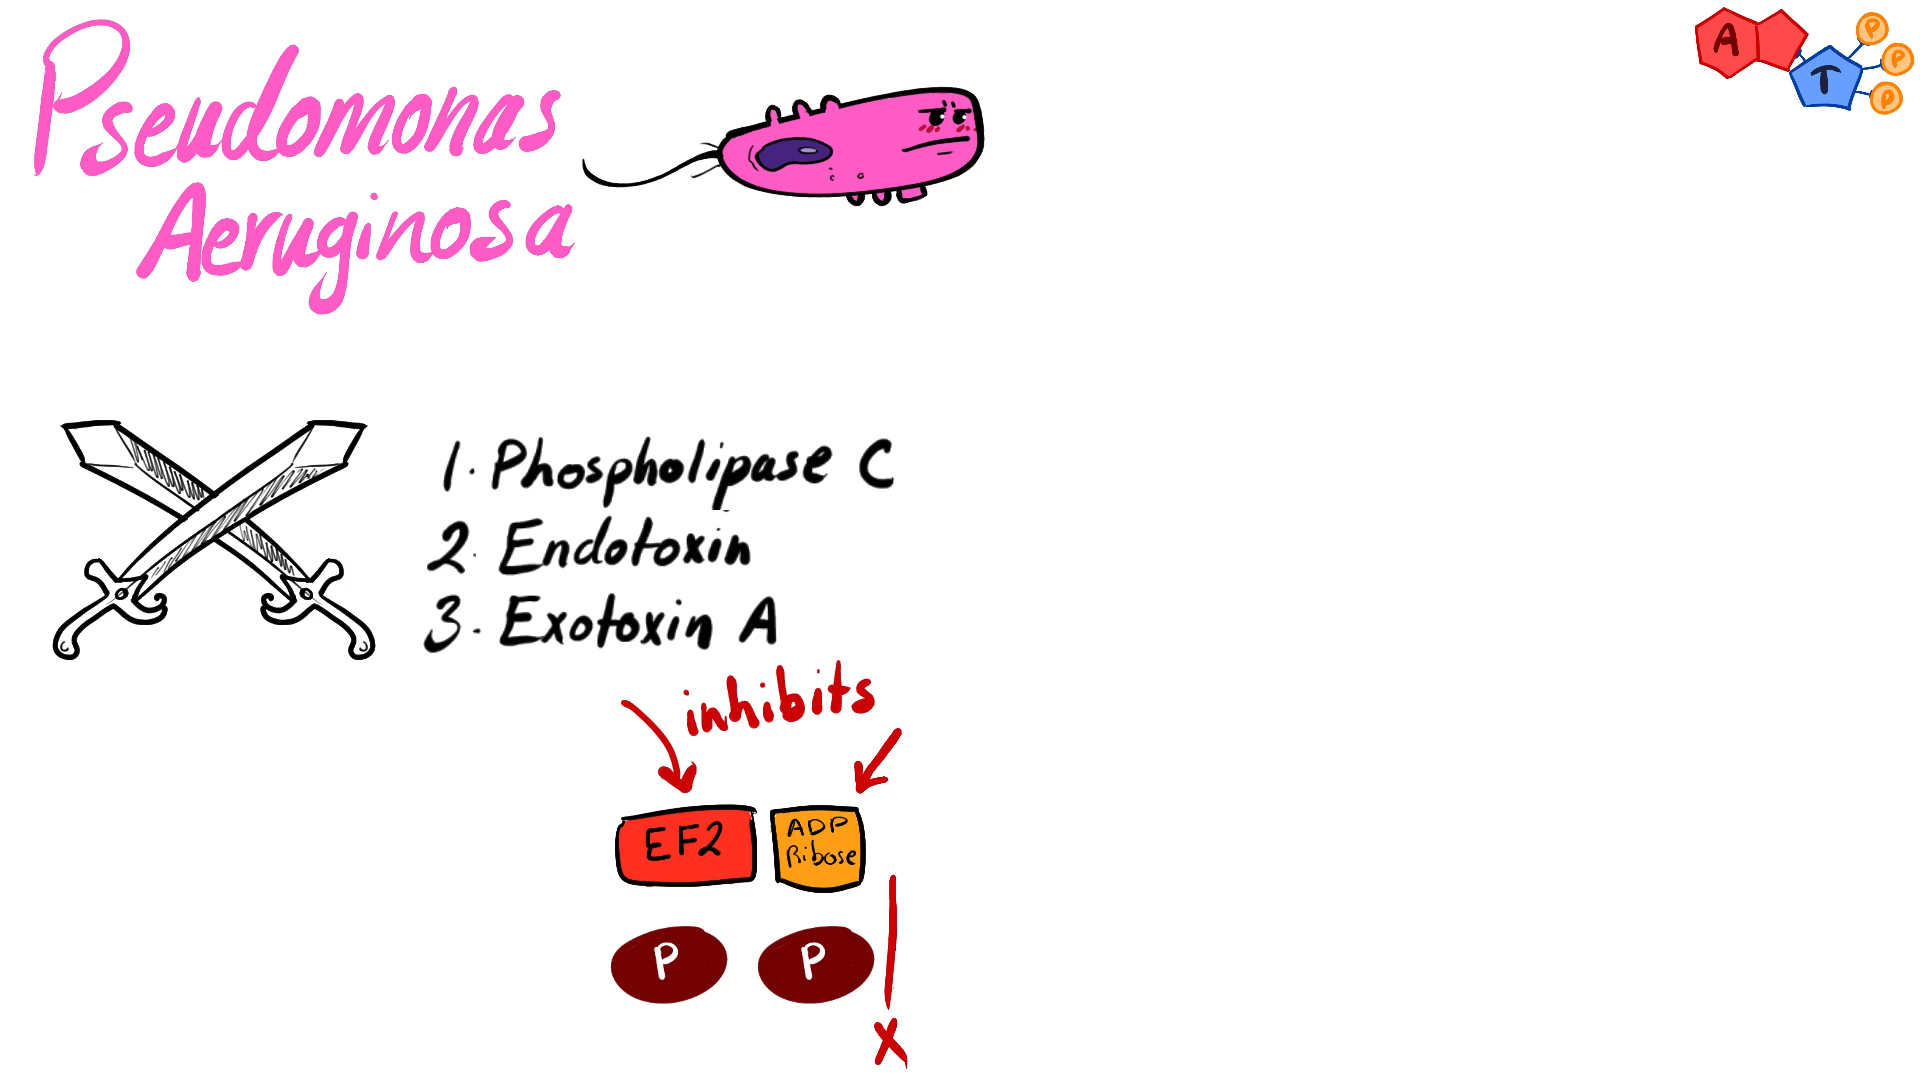 Pseudomonas
Aeruginosa
A T P P P
1. Phospholipase C
2. Endotoxin
3. Exotoxin A
inhibits
EF2
ADP
Ribose
P P
X